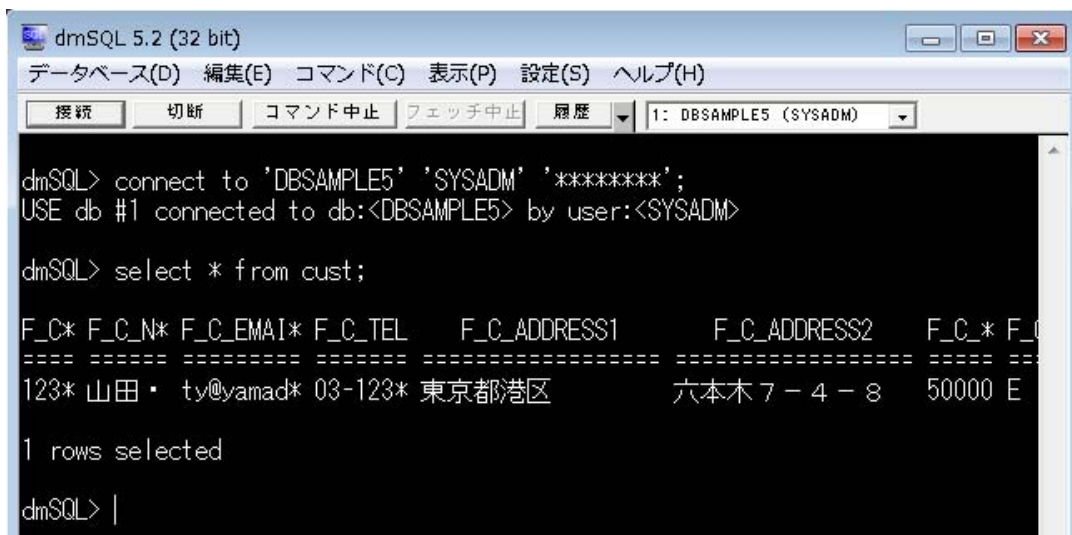 dmSQL 5.2 (32 bit)
データベース(D) 編集(E) コマンド(C) 表示(P) 設定(S) ヘルプ(H)
接続 切断 コマンド中止 フェッチ中止 履歴 1: DBSAMPLE5 (SYSADM)
dmSQL> connect to 'DBSAMPLE5' 'SYSADM' '********';
USE db #1 connected to db:<DBSAMPLE5> by user:<SYSADM>
dmSQL> select * from cust;
F_C* F_C_N* F_C_EMAI* F_C_TEL F_C_ADDRESS1 F_C_ADDRESS2 F_C_* F_
==== ====== ========= ======= ================== ================== ===== ===
123* 山田・ ty@yamad* 03-123* 東京都港区 六本木７－４－８ 50000 E
1 rows selected
dmSQL>